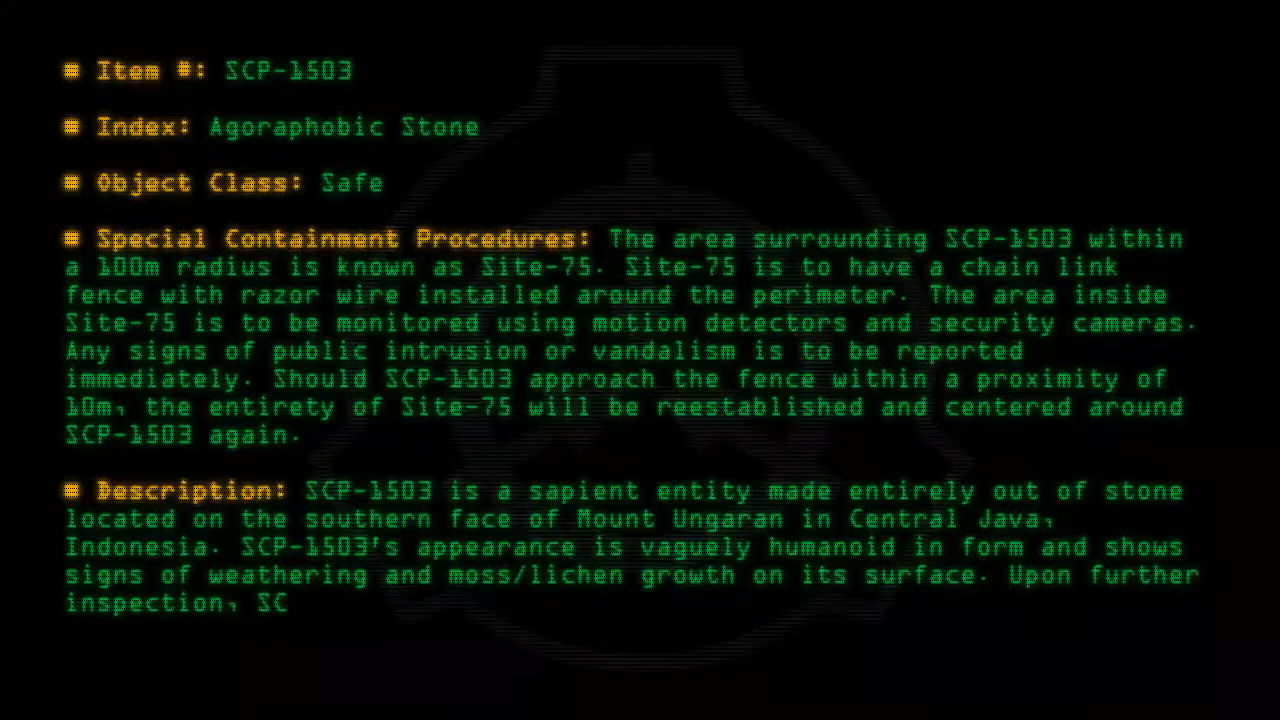 ■ Item #: SCP-1503
■ Index: Agoraphobic Stone
■ Object Class: Safe
■ Special Containment Procedures: The area surrounding SCP-1503 within
a 100m radius is known as Site-75. Site-75 is to have a chain link
fence with razor wire installed around the perimeter. The area inside
Site-75 is to be monitored using motion detectors and security cameras.
Any signs of public intrusion or vandalism is to be reported
immediately. Should SCP-1503 approach the fence within a proximity of
10m, the entirety of Site-75 will be reestablished and centered around
SCP-1503 again.
■ Description: SCP-1503 is a sapient entity made entirely out of stone
located on the southern face of Mount Ungaran in Central Java,
Indonesia. SCP-1503's appearance is vaguely humanoid in form and shows
signs of weathering and moss/lichen growth on its surface. Upon further
inspection, SC